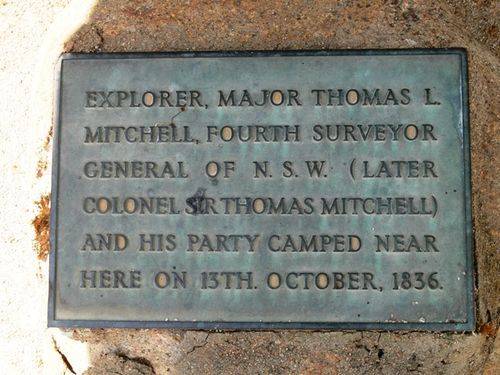 EXPLORER, MAJOR THOMAS L.
MITCHELL, FOURTH SURVEYOR
GENERAL OF N.S.W. (LATER
COLONEL SIR THOMAS MITCHELL)
AND HIS PARTY CAMPED NEAR
HERE ON 13TH. OCTOBER, 1836.